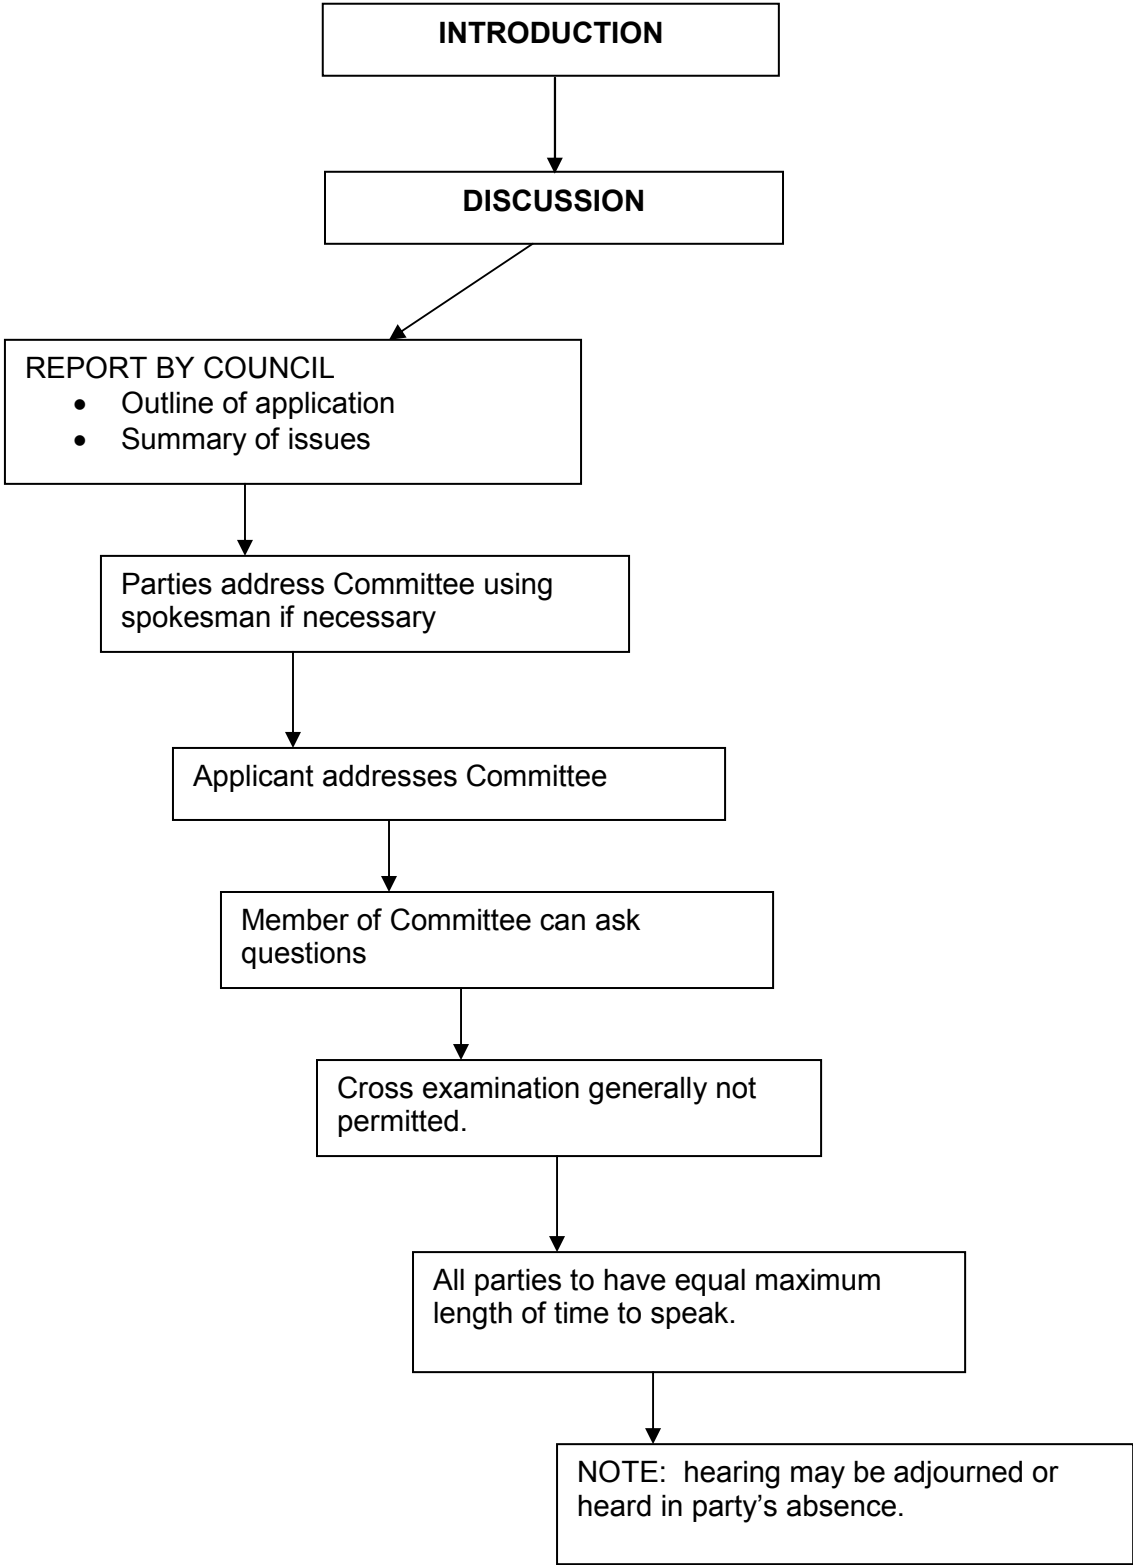 INTRODUCTION
DISCUSSION
REPORT BY COUNCIL
• Outline of application
• Summary of issues
Parties address Committee using
spokesman if necessary
Applicant addresses Committee
Member of Committee can ask
questions
Cross examination generally not
permitted.
All parties to have equal maximum
length of time to speak.
NOTE:  hearing may be adjourned or
heard in party’s absence.